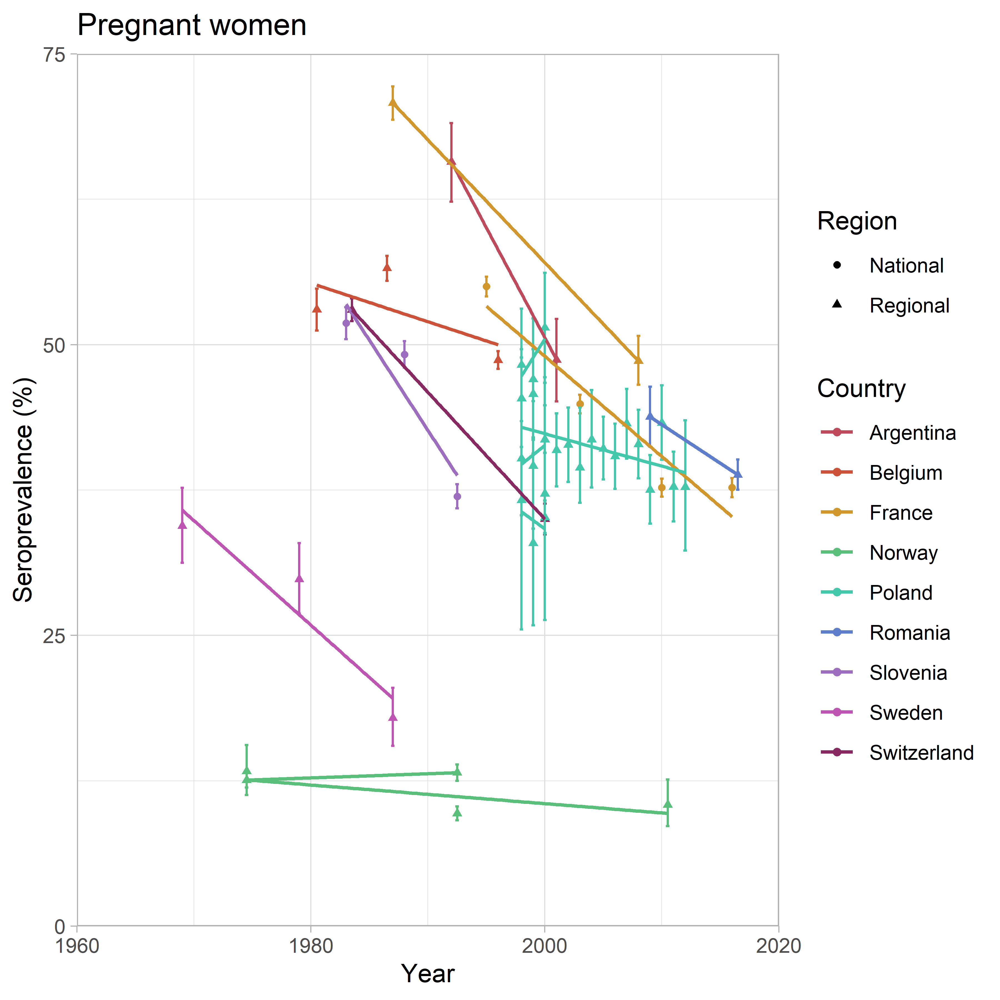 Pregnant women
75
50
25
0
1960
1980
2000
2020
Year
Seroprevalence (%)
Region
National
Regional
Country
Argentina
Belgium
France
Norway
Poland
Romania
Slovenia
Sweden
Switzerland